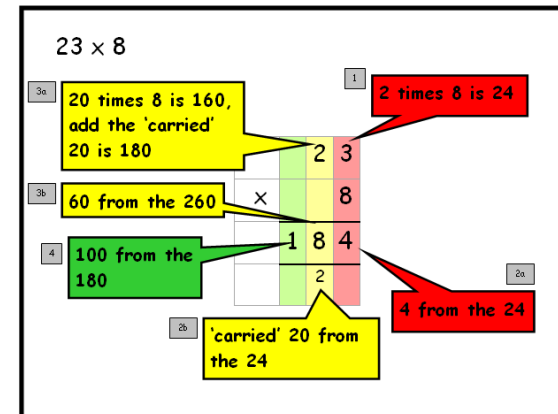 23 x 8
3a
20 times 8 is 160,
add the 'carried'
20 is 180
1
2 times 8 is 24
2 3
3b
60 from the 260
x 8
4
100 from the
180
1 8 4
2
2a
4 from the 24
2b
'carried' 20 from
the 24